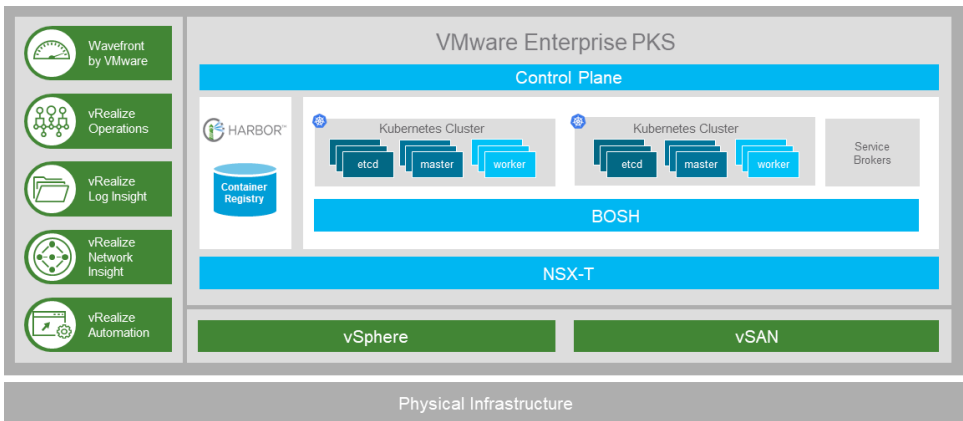 Wavefront
by VMware
vRealize
Operations
vRealize
Log Insight
vRealize
Network
Insight
vRealize
Automation
VMware Enterprise PKS
Control Plane
HARBOR™
Container
Registry
Kubernetes Cluster
etcd
master
worker
Kubernetes Cluster
etcd
master
worker
Service
Brokers
BOSH
NSX-T
vSphere
vSAN
Physical Infrastructure